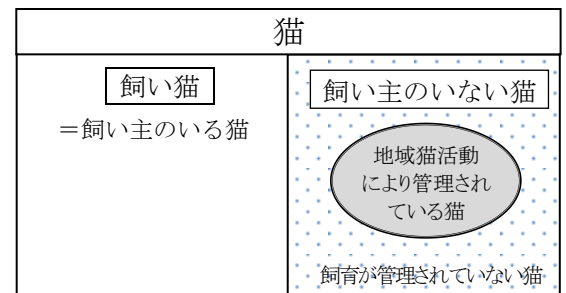 猫
飼い猫
＝飼い主のいる猫
飼い主のいない猫
地域猫活動
により管理され
ている猫
飼育が管理されていない猫